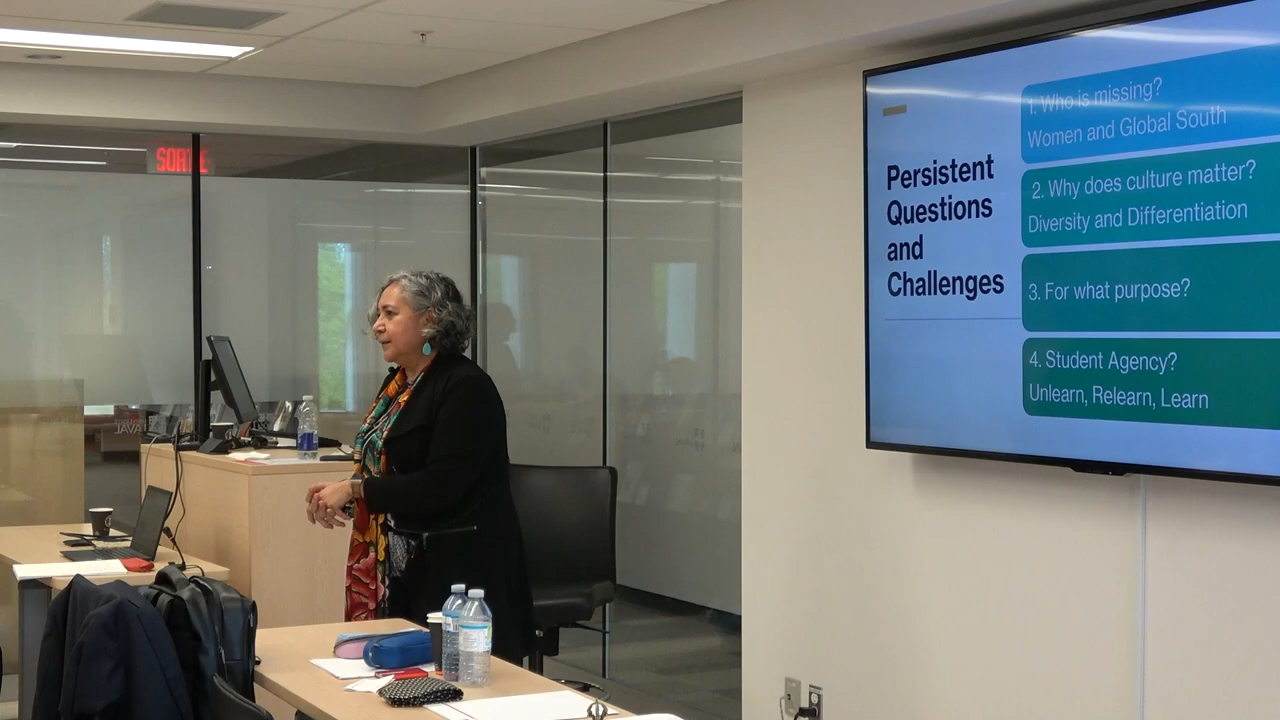 SORTIE
Persistent
Questions
and
Challenges
1. Who is missing?
Women and Global South
2. Why does culture matter?
Diversity and Differentiation
3. For what purpose?
4. Student Agency?
Unlearn, Relearn, Learn